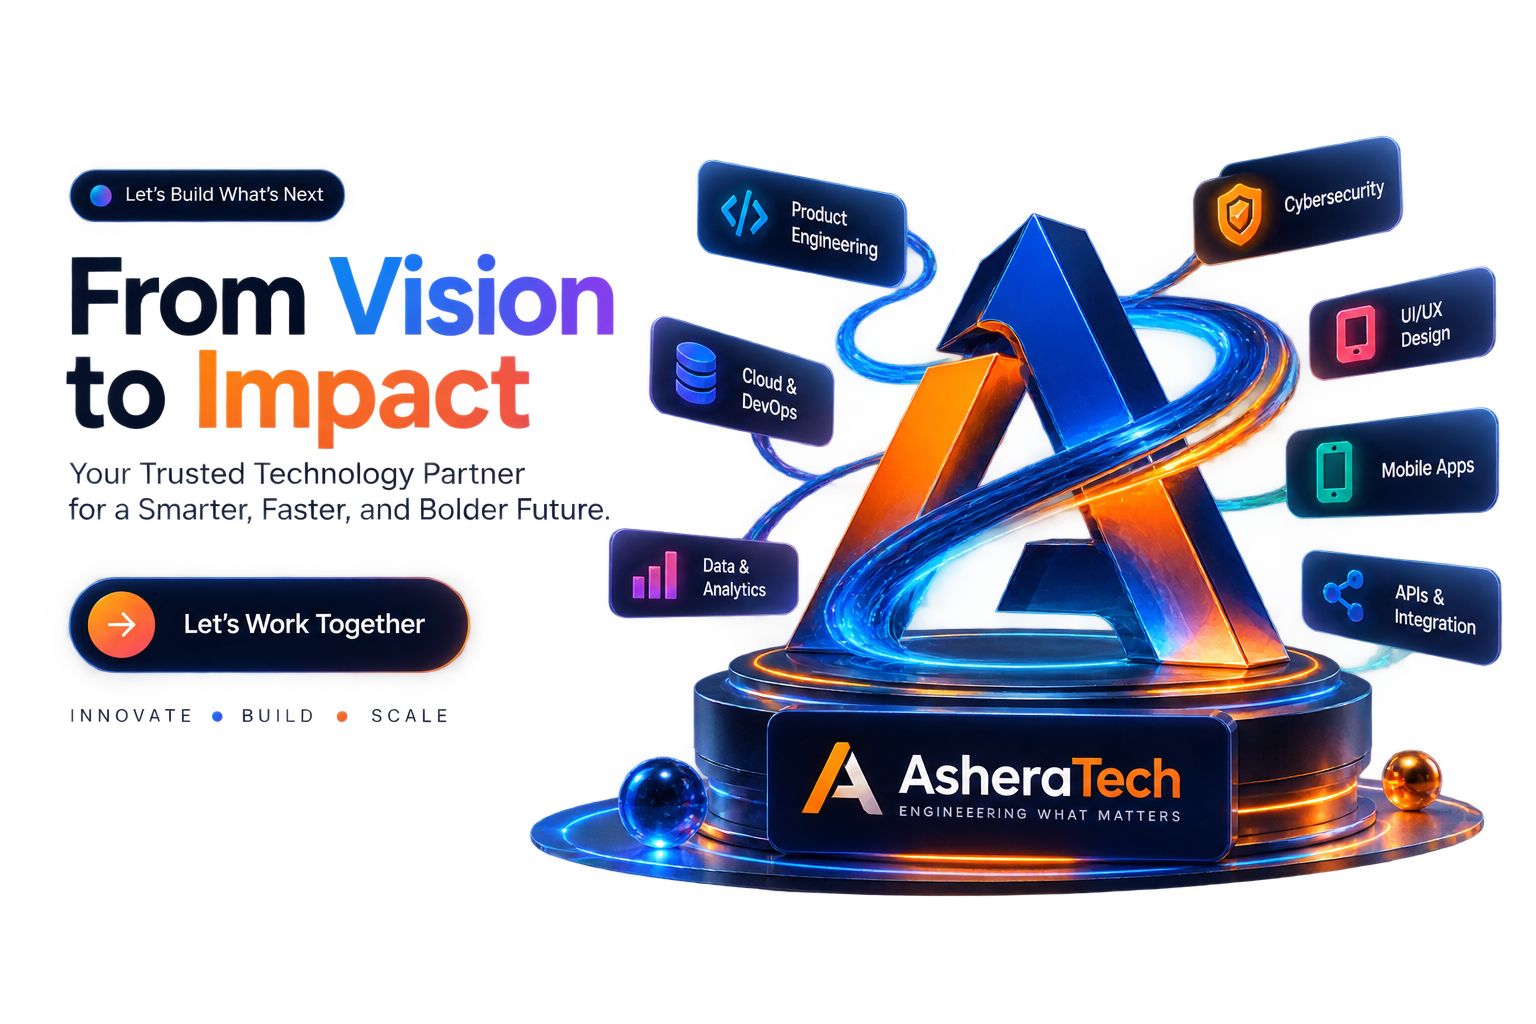 Let's Build What's Next
From Vision
to Impact
Your Trusted Technology Partner
for a Smarter, Faster, and Bolder Future.
Let's Work Together
INNOVATE • BUILD • SCALE
Product
Engineering
Cloud &
DevOps
Data &
Analytics
Cybersecurity
UI/UX
Design
Mobile Apps
APIs &
Integration
AsheraTech
ENGINEEERING WHAT MATTERS